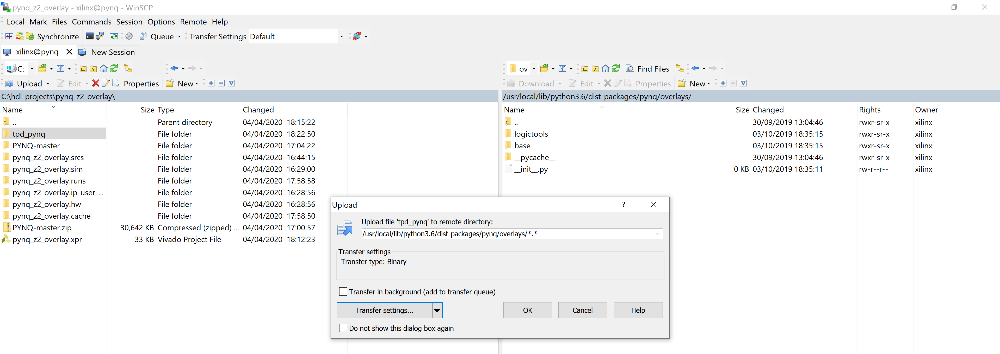 pynq_z2_overlay - xilinx@pynq - WinSCP
Local Mark Files Commands Session Options Remote Help
Synchronize Queue Transfer Settings Default
xilinx@pynq New Session
C: ov Find Files
Upload Edit Properties New Download Edit Properties New
C:\hdl_projects\pynq_z2_overlay\ /usr/local/lib/python3.6/dist-packages/pynq/overlays/
Name Size Type Changed Name Size Changed Rights Owner
.. Parent directory 04/04/2020 18:15:22 .. 30/09/2019 13:04:46 rwxr-sr-x xilinx
tpd_pynq File folder 04/04/2020 18:22:50 logictools 03/10/2019 18:35:15 rwxr-sr-x xilinx
PYNQ-master File folder 04/04/2020 17:04:22 base 03/10/2019 18:35:15 rwxr-sr-x xilinx
pynq_z2_overlay.srcs File folder 04/04/2020 16:44:15 __pycache__ 30/09/2019 13:04:46 rwxr-sr-x xilinx
pynq_z2_overlay.sim File folder 04/04/2020 16:29:00 __init__.py 0 KB 03/10/2019 18:35:11 rw-r--r-- xilinx
pynq_z2_overlay.runs File folder 04/04/2020 17:58:58
pynq_z2_overlay.ip_user_... File folder 04/04/2020 16:28:56
pynq_z2_overlay.hw File folder 04/04/2020 16:28:56
pynq_z2_overlay.cache File folder 04/04/2020 17:58:50
PYNQ-master.zip 30,642 KB Compressed (zipped) ... 04/04/2020 17:00:57
pynq_z2_overlay.xpr 33 KB Vivado Project File 04/04/2020 18:12:23
Upload ?
Upload file 'tpd_pynq' to remote directory:
/usr/local/lib/python3.6/dist-packages/pynq/overlays/*.*
Transfer settings
Transfer type: Binary
Transfer in background (add to transfer queue)
Transfer settings... OK Cancel Help
Do not show this dialog box again